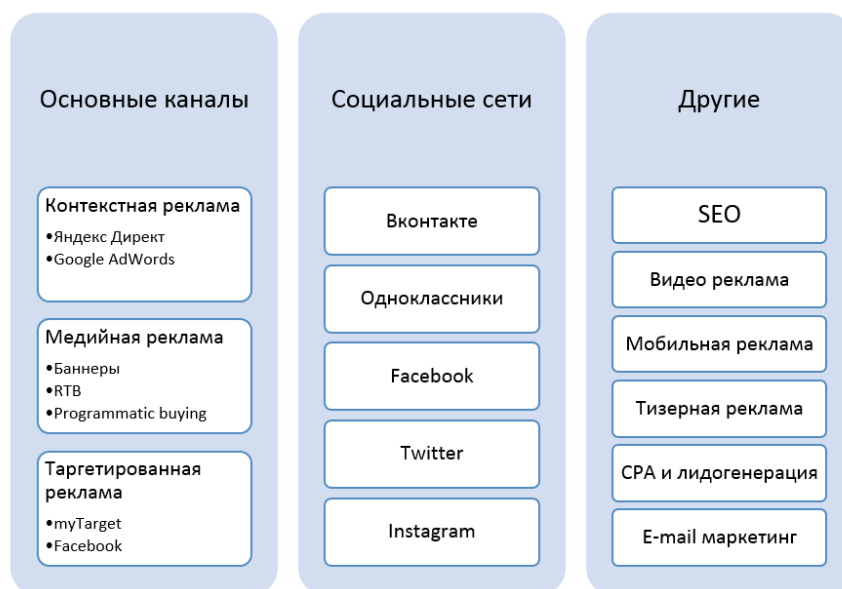 Основные каналы
Контекстная реклама
•Яндекс Директ
•Google AdWords
Медийная реклама
•Баннеры
•RTB
•Programmatic buying
Таргетированная
реклама
•myTarget
•Facebook
Социальные сети
Вконтакте
Одноклассники
Facebook
Twitter
Instagram
Другие
SEO
Видео реклама
Мобильная реклама
Тизерная реклама
CPA и лидогенерация
E-mail маркетинг